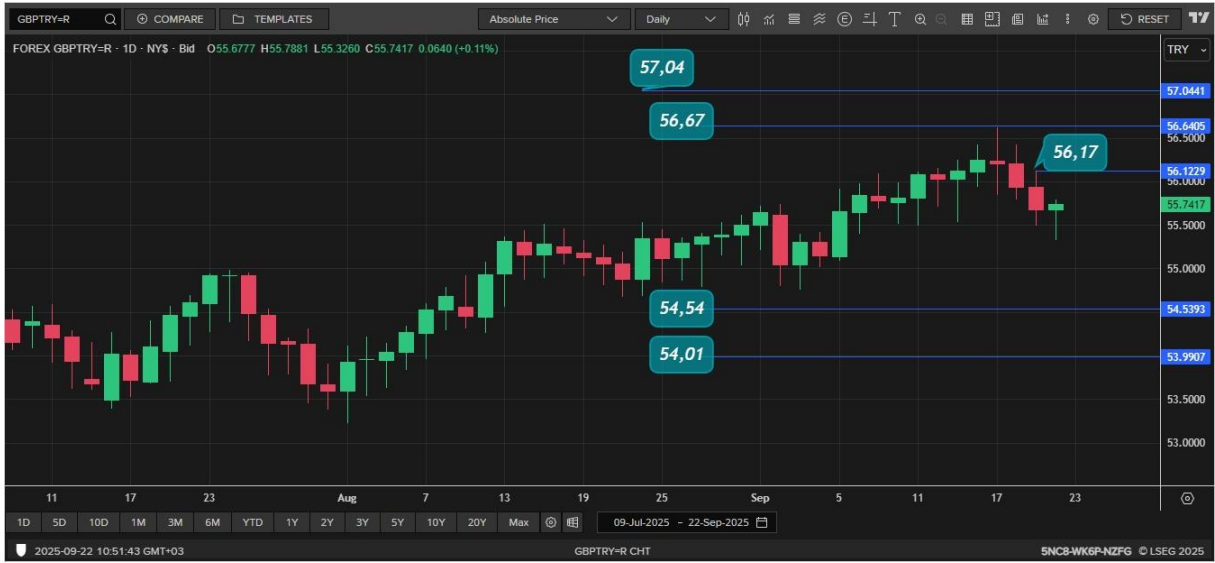 GBPTRY=R COMPARE TEMPLATES Absolute Price Daily E T RESET
FOREX GBPTRY=R · 1D · NY$ · Bid O55.6777 H55.7881 L55.3260 C55.7417 0.0640 (+0.11%)
TRY
57,04
57.0441
56,67
56.6405
56.5000
56,17
56.1229
56.0000
55.7417
55.5000
55.0000
54,54
54.5393
54,01
53.9907
53.5000
53.0000
11 17 23 Aug 7 13 19 25 Sep 5 11 17 23
1D 5D 10D 1M 3M 6M YTD 1Y 2Y 3Y 5Y 10Y 20Y Max 09-Jul-2025 - 22-Sep-2025
2025-09-22 10:51:43 GMT+03 GBPTRY=R CHT 5NC8-WK6P-NZFG © LSEG 2025